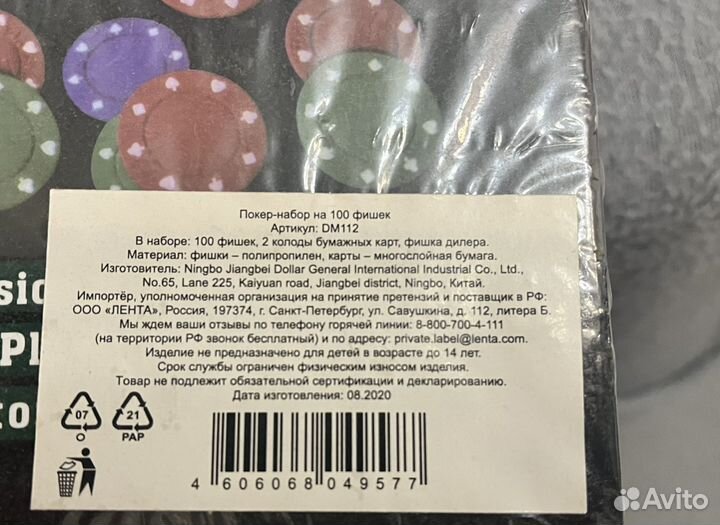 Покер-набор на 100 фишек
Артикул: DM112
В наборе: 100 фишек, 2 колоды бумажных карт, фишка дилера.
Материал: фишки – полипропилен, карты – многослойная бумага.
Изготовитель: Ningbo Jiangbei Dollar General International Industrial Co., Ltd.,
No.65, Lane 225, Kaiyuan road, Jiangbei district, Ningbo, Китай.
Импортёр, уполномоченная организация на принятие претензий и поставщик в РФ:
ООО «ЛЕНТА», Россия, 197374, г. Санкт-Петербург, ул. Савушкина, д. 112, литера Б.
Мы ждем ваши отзывы по телефону горячей линии: 8-800-700-4-111
(на территории РФ звонок бесплатный) и по адресу: private.label@lenta.com.
Изделие не предназначено для детей в возрасте до 14 лет.
Срок службы ограничен физическим износом изделия.
Товар не подлежит обязательной сертификации и декларированию.
Дата изготовления: 08.2020
07
O
21
PAP
4 606068 049577
Avito